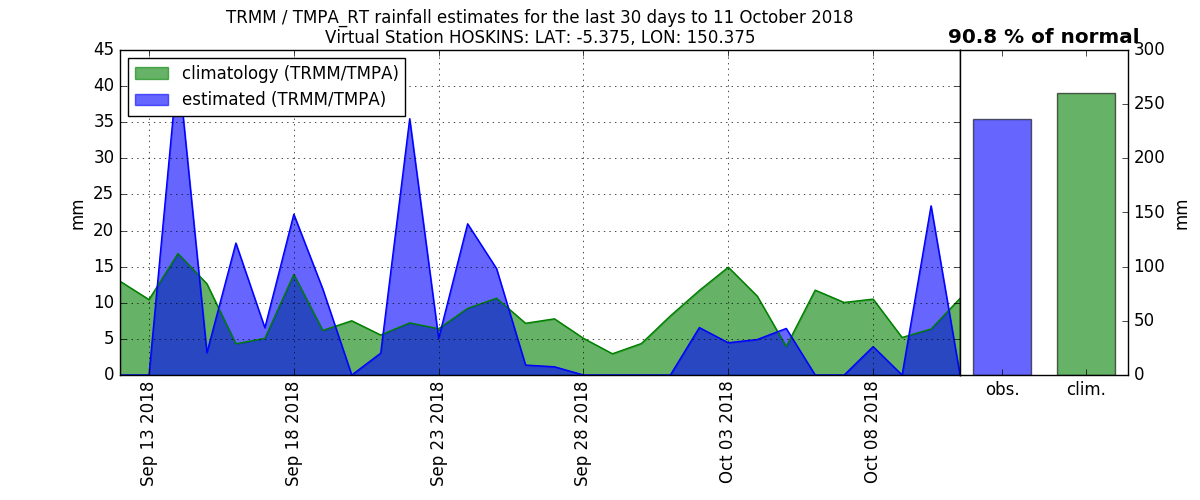 TRMM / TMPA_RT rainfall estimates for the last 30 days to 11 October 2018
Virtual Station HOSKINS: LAT: -5.375, LON: 150.375
90.8 % of normal
climatology (TRMM/TMPA)
estimated (TRMM/TMPA)
45
40
35
30
25
20
15
10
5
0
mm
Sep 13 2018
Sep 18 2018
Sep 23 2018
Sep 28 2018
Oct 03 2018
Oct 08 2018
obs.
clim.
300
250
200
150
100
50
0
mm